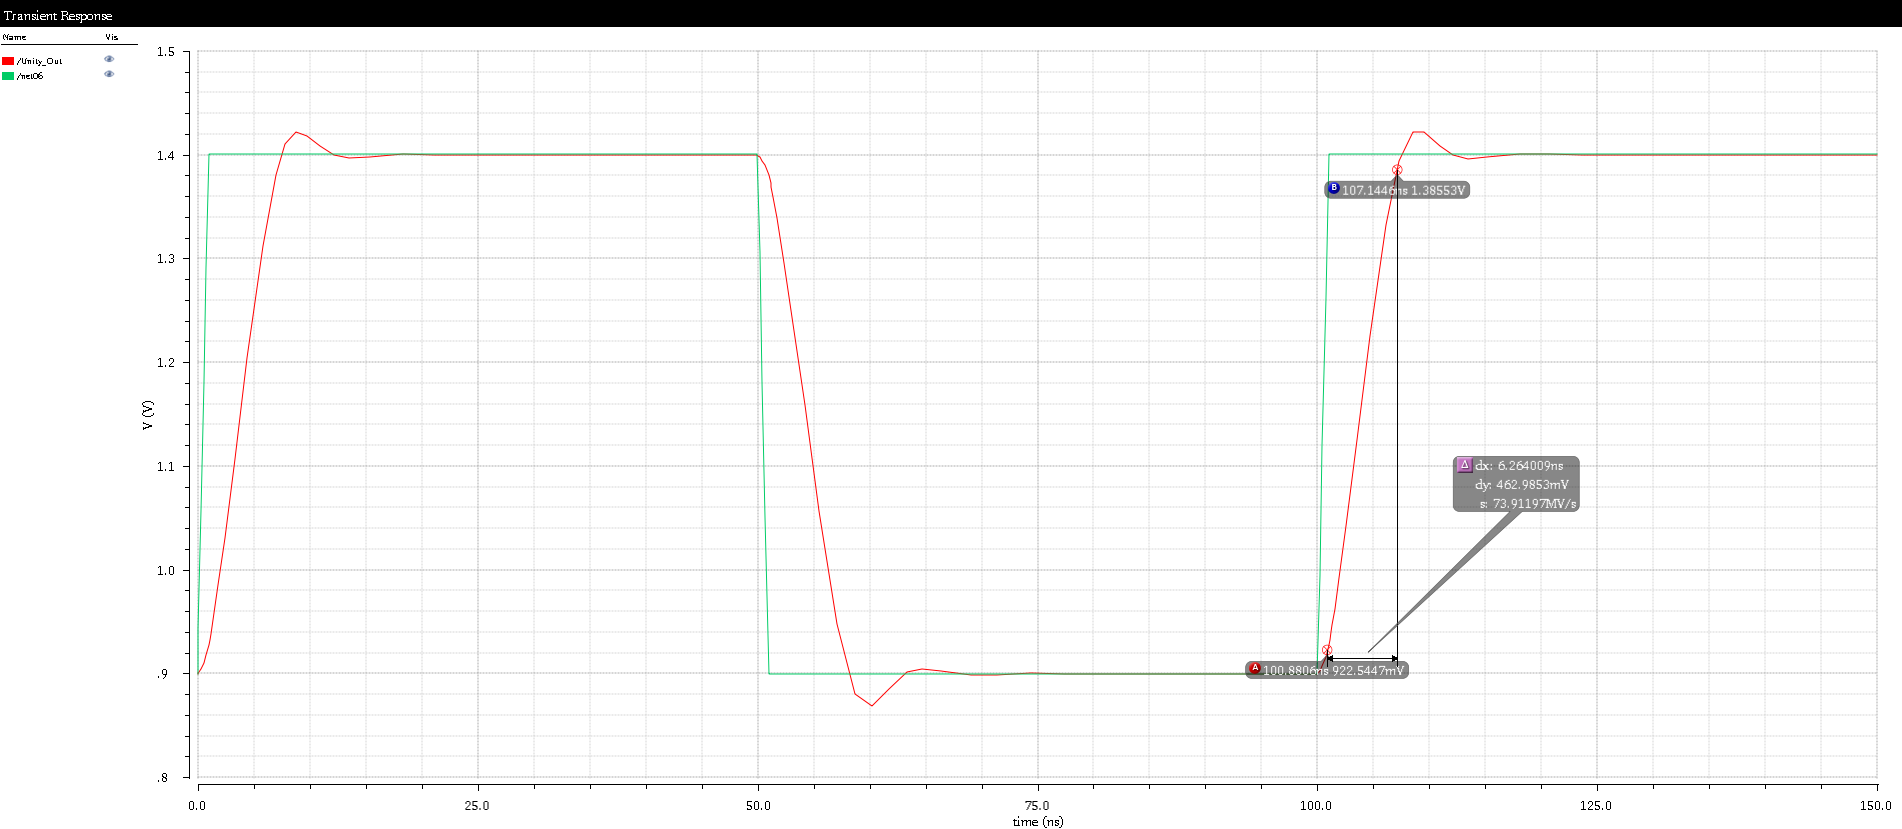 Transient Response
Name Vis
/Unity_Out
/net06
1.5
1.4
1.3
1.2
1.1
1.0
.9
.8
V (V)
B 107.1446ns 1.38553V
Δ dx: 6.264009ns
dy: 462.9853mV
s: 73.91197MV/s
A 100.8806ns 922.5447mV
0.0 25.0 50.0 75.0 100.0 125.0 150.0
time (ns)